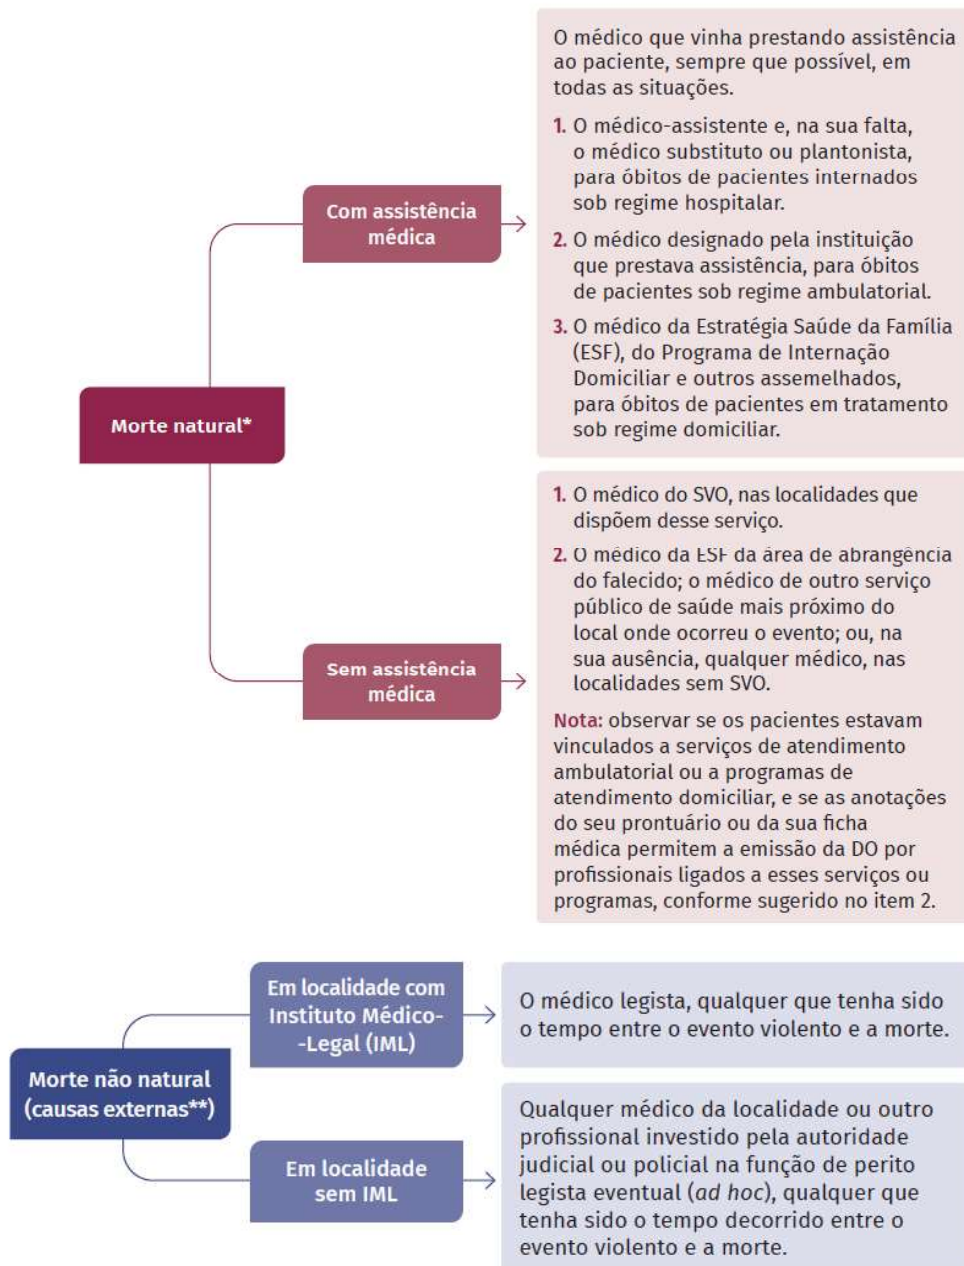 O médico que vinha prestando assistência
ao paciente, sempre que possível, em
todas as situações.
1. O médico-assistente e, na sua falta,
o médico substituto ou plantonista,
para óbitos de pacientes internados
sob regime hospitalar.
2. O médico designado pela instituição
que prestava assistência, para óbitos
de pacientes sob regime ambulatorial.
3. O médico da Estratégia Saúde da Família
(ESF), do Programa de Internação
Domiciliar e outros assemelhados,
para óbitos de pacientes em tratamento
sob regime domiciliar.
Com assistência
médica
Morte natural*
Sem assistência
médica
1. O médico do SVO, nas localidades que
dispõem desse serviço.
2. O médico da ESF da área de abrangência
do falecido; o médico de outro serviço
público de saúde mais próximo do
local onde ocorreu o evento; ou, na
sua ausência, qualquer médico, nas
localidades sem SVO.
Nota: observar se os pacientes estavam
vinculados a serviços de atendimento
ambulatorial ou a programas de
atendimento domiciliar, e se as anotações
do seu prontuário ou da sua ficha
médica permitem a emissão da DO por
profissionais ligados a esses serviços ou
programas, conforme sugerido no item 2.
Em localidade com
Instituto Médico-
-Legal (IML)
O médico legista, qualquer que tenha sido
o tempo entre o evento violento e a morte.
Morte não natural
(causas externas**)
Em localidade
sem IML
Qualquer médico da localidade ou outro
profissional investido pela autoridade
judicial ou policial na função de perito
legista eventual (ad hoc), qualquer que
tenha sido o tempo decorrido entre o
evento violento e a morte.